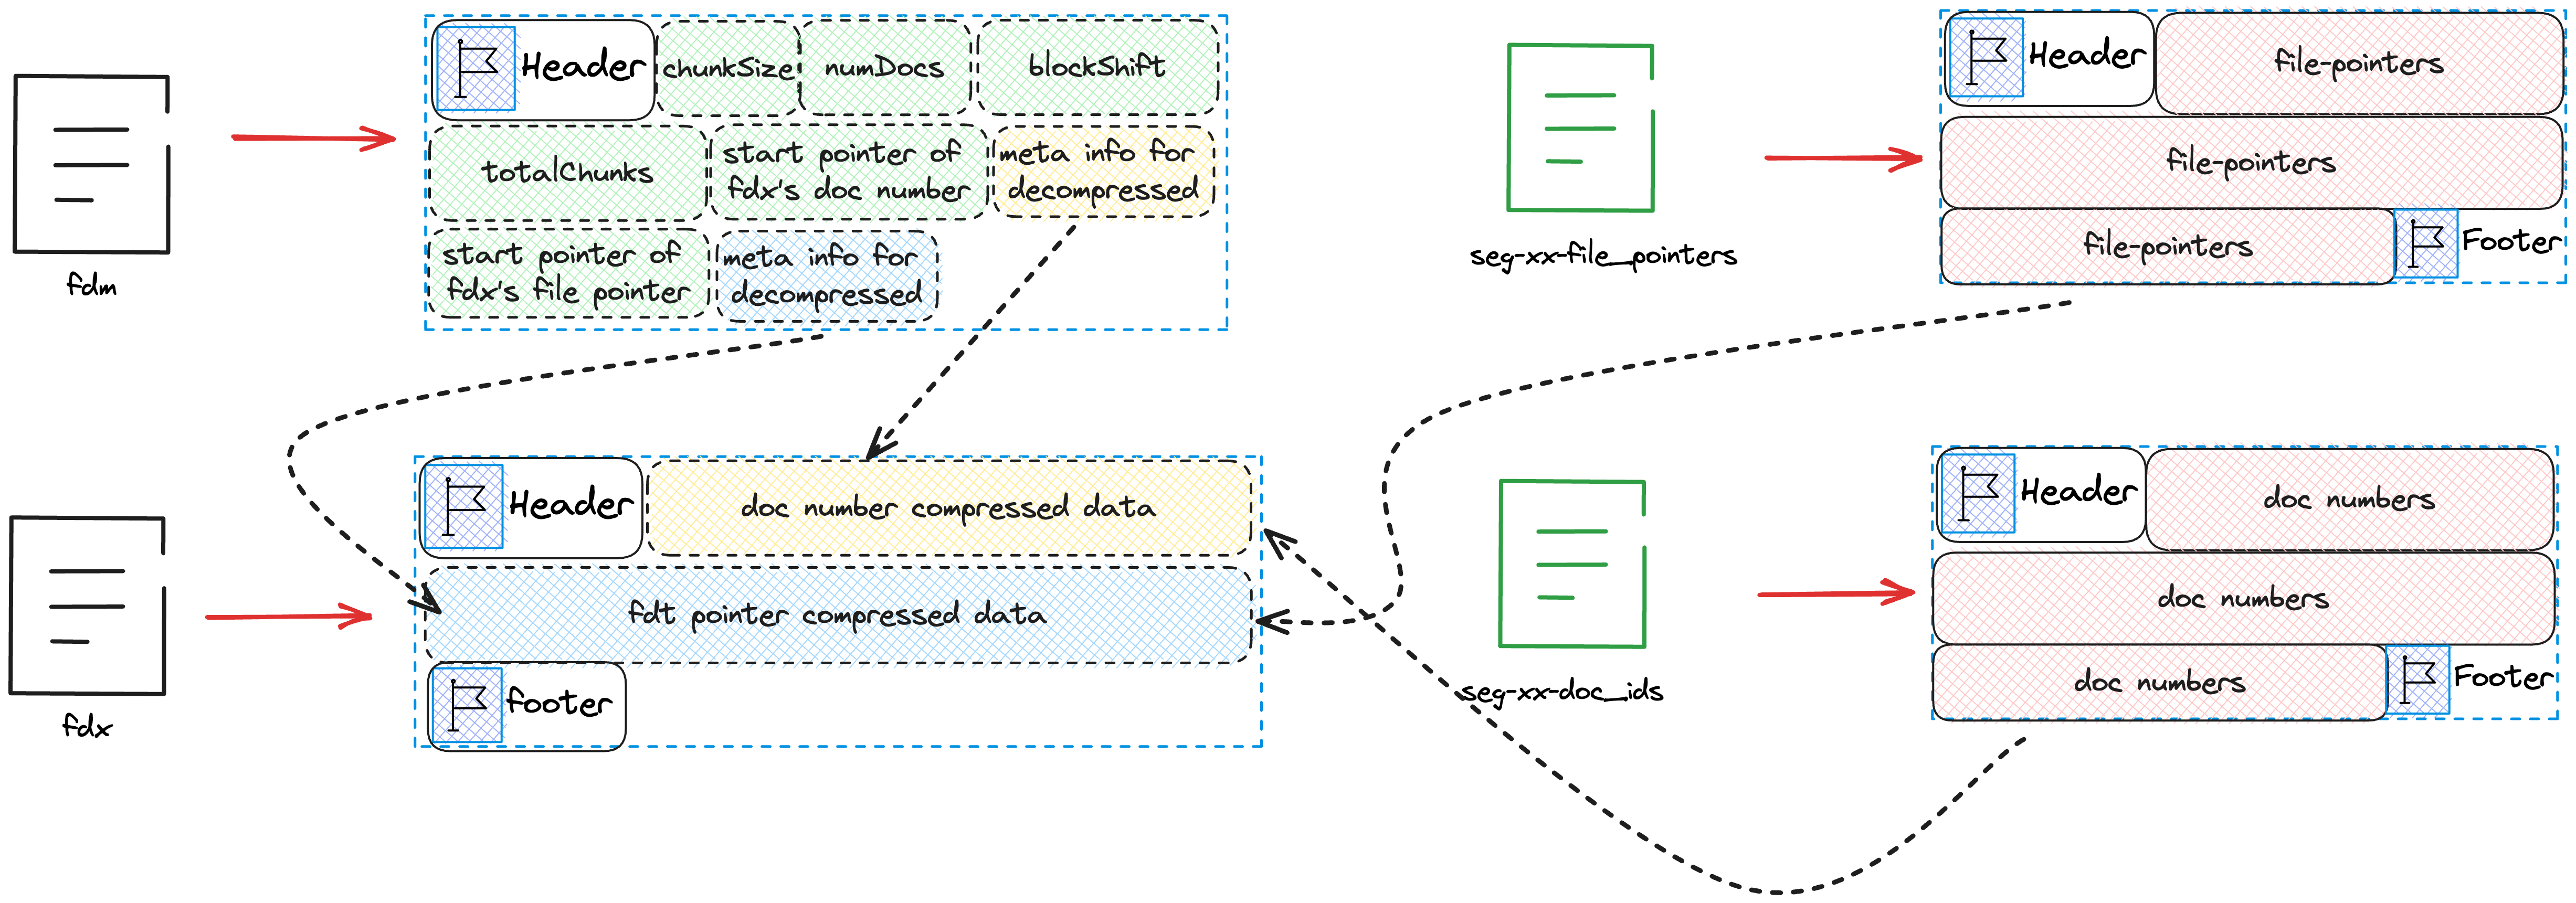 Header
chunkSize
numDocs
blockShift
totalChunks
start pointer of
fdx's doc number
meta info for
decompressed
start pointer of
fdx's file pointer
meta info for
decompressed
fdm
seg-xx-file_pointers
Header
file-pointers
file-pointers
file-pointers
Footer
Header
doc number compressed data
fdt pointer compressed data
footer
fdx
seg-xx-doc_ids
Header
doc numbers
doc numbers
doc numbers
Footer